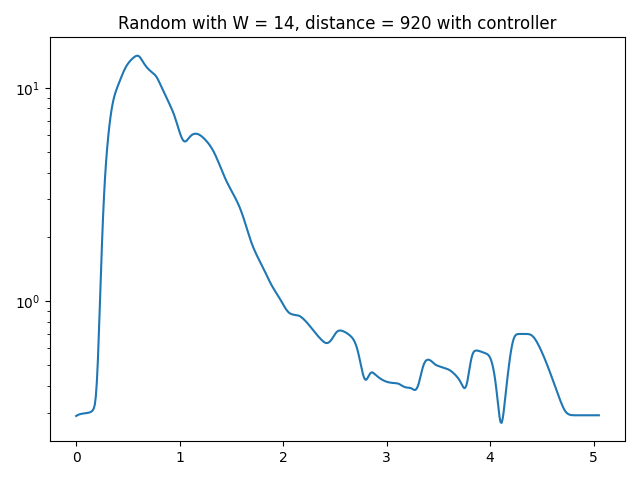 Random with W = 14, distance = 920 with controller
10¹
10⁰
0 1 2 3 4 5